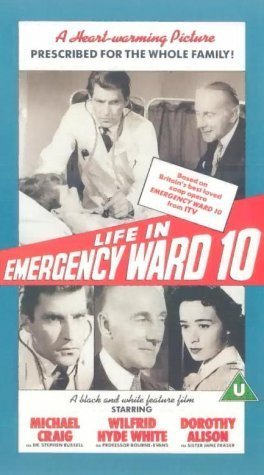 A Heart-warming Picture
PRESCRIBED FOR THE WHOLE FAMILY!
Based on
Britain's best loved
soap opera
EMERGENCY WARD 10
from ITV
LIFE IN
EMERGENCY WARD 10
U
A black and white feature film
STARRING
MICHAEL
CRAIG
as DR. STEPHEN RUSSELL
WILFRID
HYDE WHITE
as PROFESSOR BOURNE-EVANS
DOROTHY
ALISON
as SISTER JANE FRASER